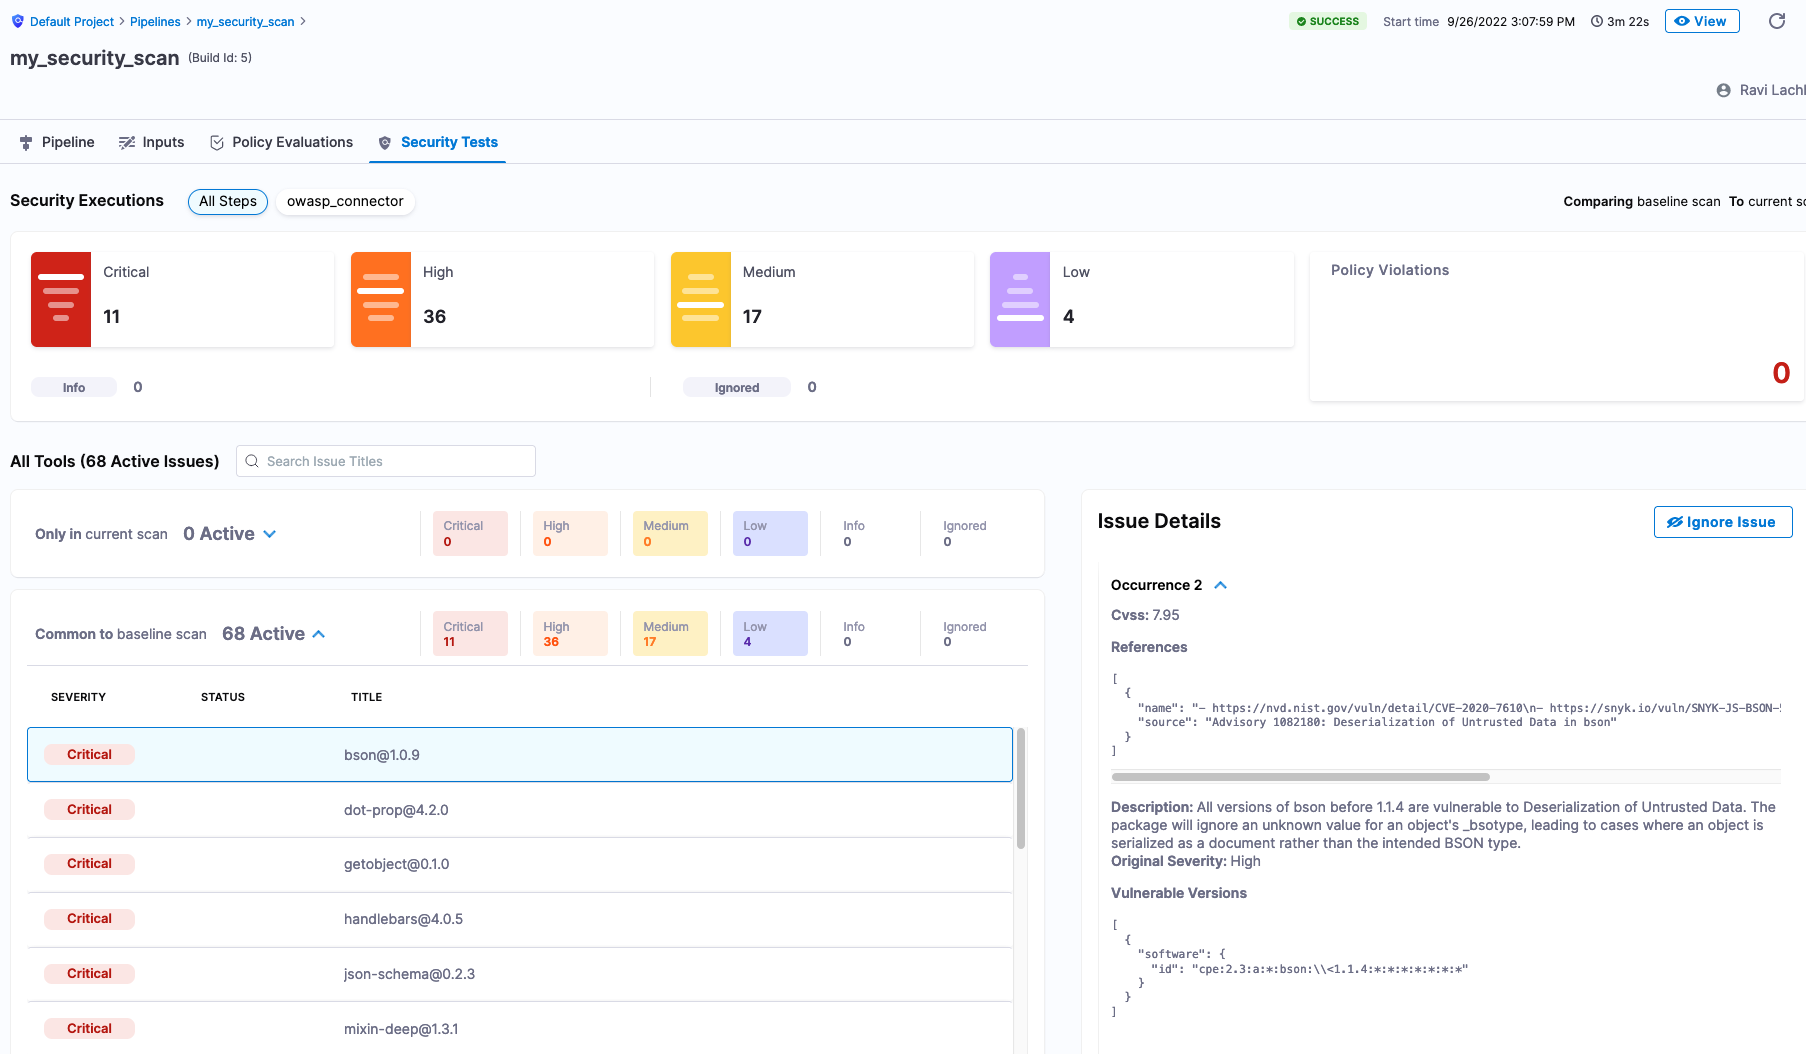 Default Project > Pipelines > my_security_scan >
SUCCESS Start time 9/26/2022 3:07:59 PM 3m 22s View
my_security_scan (Build Id: 5)
Ravi
Pipeline Inputs Policy Evaluations Security Tests
Security Executions All Steps owasp_connector Comparing baseline scan To current
Critical
11
High
36
Medium
17
Low
4
Policy Violations
0
Info 0
Ignored 0
All Tools (68 Active Issues) Search Issue Titles
Only in current scan 0 Active
Critical
0
High
0
Medium
0
Low
0
Info
0
Ignored
0
Common to baseline scan 68 Active
Critical
11
High
36
Medium
17
Low
4
Info
0
Ignored
0
SEVERITY STATUS TITLE
Critical bson@1.0.9
Critical dot-prop@4.2.0
Critical getobject@0.1.0
Critical handlebars@4.0.5
Critical json-schema@0.2.3
Critical mixin-deep@1.3.1
Issue Details Ignore Issue
Occurrence 2
Cvss: 7.95
References
[
{
"name": "– https://nvd.nist.gov/vuln/detail/CVE-2020-7610\n– https://snyk.io/vuln/SNYK-JS-BSON-
"source": "Advisory 1082180: Deserialization of Untrusted Data in bson"
}
]
Description: All versions of bson before 1.1.4 are vulnerable to Deserialization of Untrusted Data. The
package will ignore an unknown value for an object's _bsotype, leading to cases where an object is
serialized as a document rather than the intended BSON type.
Original Severity: High
Vulnerable Versions
[
{
"software": {
"id": "cpe:2.3:a:*:bson:\\<1.1.4:*:*:*:*:*:*:*"
}
}
]